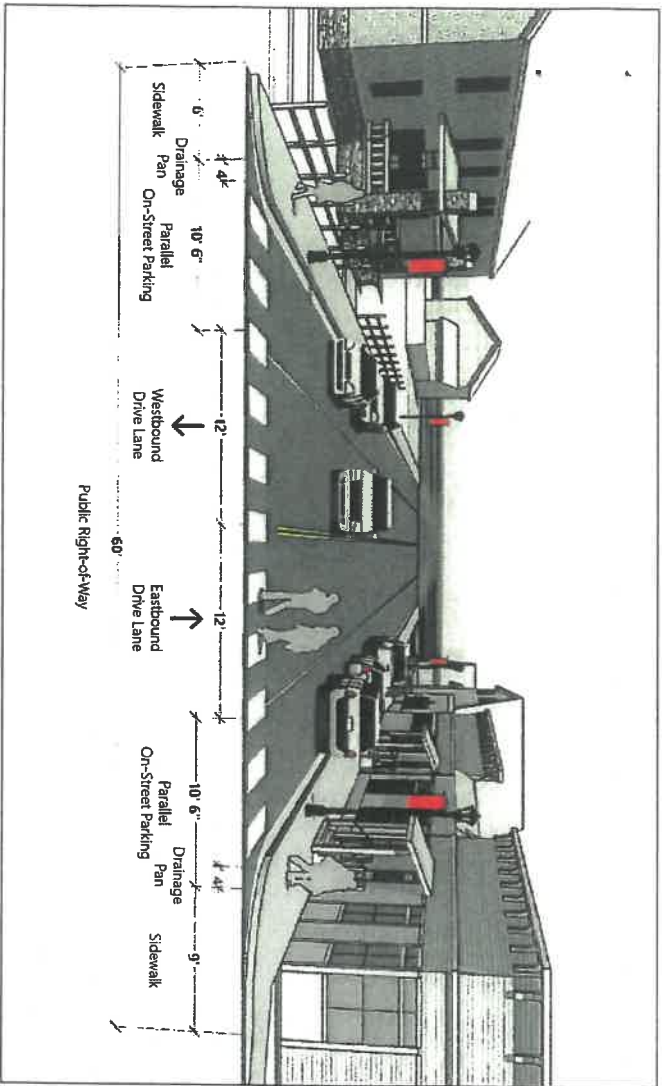 6'
4'
10' 6"
12'
12'
10' 6"
4'
9'
Sidewalk
Drainage
Pan
Parallel
On-Street Parking
Westbound
Drive Lane
Eastbound
Drive Lane
Parallel
On-Street Parking
Drainage
Pan
Sidewalk
60'
Public Right-of-Way